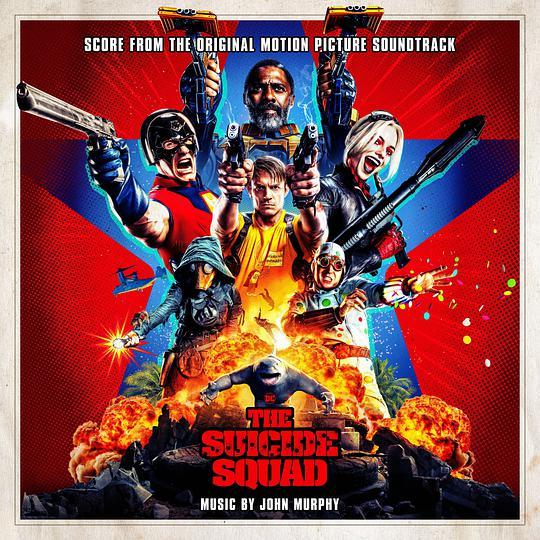 SCORE FROM THE ORIGINAL MOTION PICTURE SOUNDTRACK
DC
THE
SUICIDE
SQUAD
MUSIC BY JOHN MURPHY